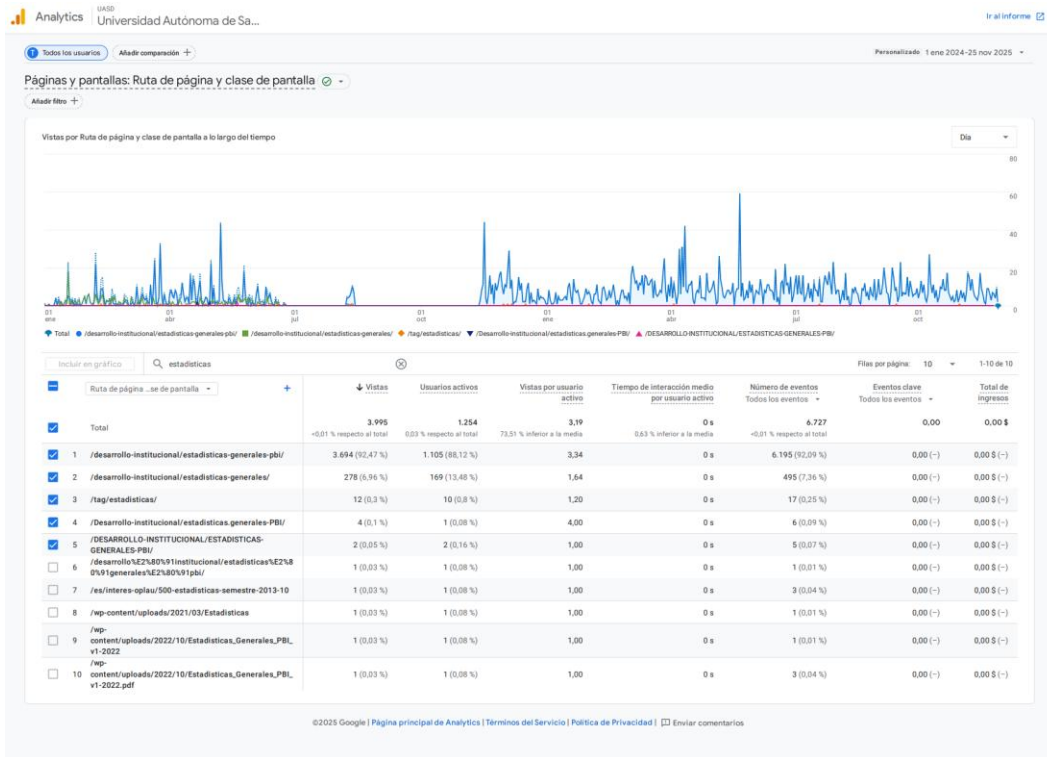 Analytics
UASD
Universidad Autónoma de Sa...
Ir al informe
T Todos los usuarios
Añadir comparación +
Personalizado 1 ene 2024-25 nov 2025
Páginas y pantallas: Ruta de página y clase de pantalla
Añadir filtro +
Vistas por Ruta de página y clase de pantalla a lo largo del tiempo
Día
80
60
40
20
0
01 ene
01 abr
01 jul
01 oct
01 ene
01 abr
01 jul
01 oct
Total /desarrollo-institucional/estadisticas-generales-pbi/ /desarrollo-institucional/estadisticas-generales/ /tag/estadisticas/ /Desarrollo-institucional/estadisticas.generales-PBI/ /DESARROLLO-INSTITUCIONAL/ESTADISTICAS-GENERALES-PBI/
Incluir en gráfico
estadisticas
Filas por página: 10 1-10 de 10
Ruta de página ...se de pantalla + Vistas Usuarios activos Vistas por usuario activo Tiempo de interacción medio por usuario activo Número de eventos Todos los eventos Eventos clave Todos los eventos Total de ingresos
Total 3.995 1.254 3,19 0 s 6.727 0,00 0,00 $
<0,01 % respecto al total 0,03 % respecto al total 73,51 % inferior a la media 0,63 % inferior a la media <0,01 % respecto al total
1 /desarrollo-institucional/estadisticas-generales-pbi/ 3.694 (92,47 %) 1.105 (88,12 %) 3,34 0 s 6.195 (92,09 %) 0,00 (–) 0,00 $ (–)
2 /desarrollo-institucional/estadisticas-generales/ 278 (6,96 %) 169 (13,48 %) 1,64 0 s 495 (7,36 %) 0,00 (–) 0,00 $ (–)
3 /tag/estadisticas/ 12 (0,3 %) 10 (0,8 %) 1,20 0 s 17 (0,25 %) 0,00 (–) 0,00 $ (–)
4 /Desarrollo-institucional/estadisticas.generales-PBI/ 4 (0,1 %) 1 (0,08 %) 4,00 0 s 6 (0,09 %) 0,00 (–) 0,00 $ (–)
5 /DESARROLLO-INSTITUCIONAL/ESTADISTICAS-
GENERALES-PBI/ 2 (0,05 %) 2 (0,16 %) 1,00 0 s 5 (0,07 %) 0,00 (–) 0,00 $ (–)
6 /desarrollo%E2%80%91institucional/estadisticas%E2%8
0%91generales%E2%80%91pbi/ 1 (0,03 %) 1 (0,08 %) 1,00 0 s 1 (0,01 %) 0,00 (–) 0,00 $ (–)
7 /es/interes-oplau/500-estadisticas-semestre-2013-10 1 (0,03 %) 1 (0,08 %) 1,00 0 s 3 (0,04 %) 0,00 (–) 0,00 $ (–)
8 /wp-content/uploads/2021/03/Estadisticas 1 (0,03 %) 1 (0,08 %) 1,00 0 s 1 (0,01 %) 0,00 (–) 0,00 $ (–)
/wp-
9 content/uploads/2022/10/Estadisticas_Generales_PBI_ 1 (0,03 %) 1 (0,08 %) 1,00 0 s 1 (0,01 %) 0,00 (–) 0,00 $ (–)
v1-2022
/wp-
10 content/uploads/2022/10/Estadisticas_Generales_PBI_ 1 (0,03 %) 1 (0,08 %) 1,00 0 s 3 (0,04 %) 0,00 (–) 0,00 $ (–)
v1-2022.pdf
©2025 Google | Página principal de Analytics | Términos del Servicio | Política de Privacidad | Enviar comentarios